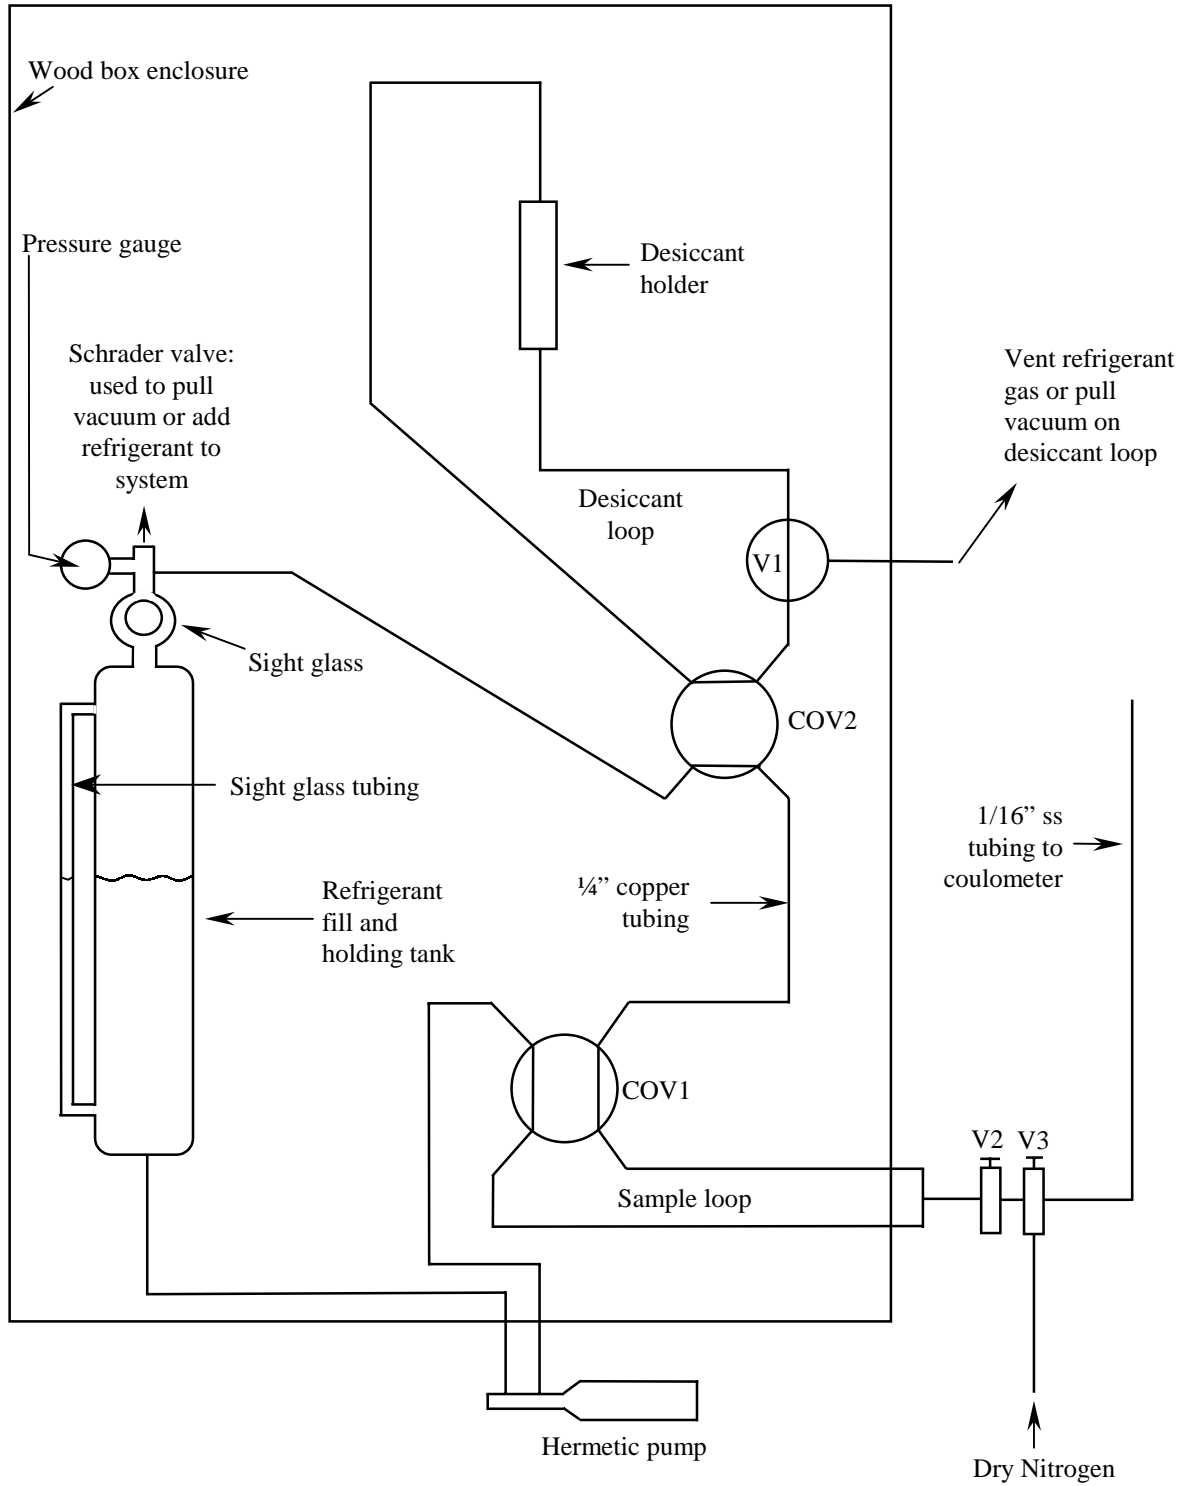 Wood box enclosure
Pressure gauge
Desiccant
holder
Schrader valve:
used to pull
vacuum or add
refrigerant to
system
Vent refrigerant
gas or pull
vacuum on
desiccant loop
Desiccant
loop
V1
Sight glass
COV2
Sight glass tubing
1/16” ss
tubing to
coulometer
¼” copper
tubing
Refrigerant
fill and
holding tank
COV1
V2 V3
Sample loop
Hermetic pump
Dry Nitrogen